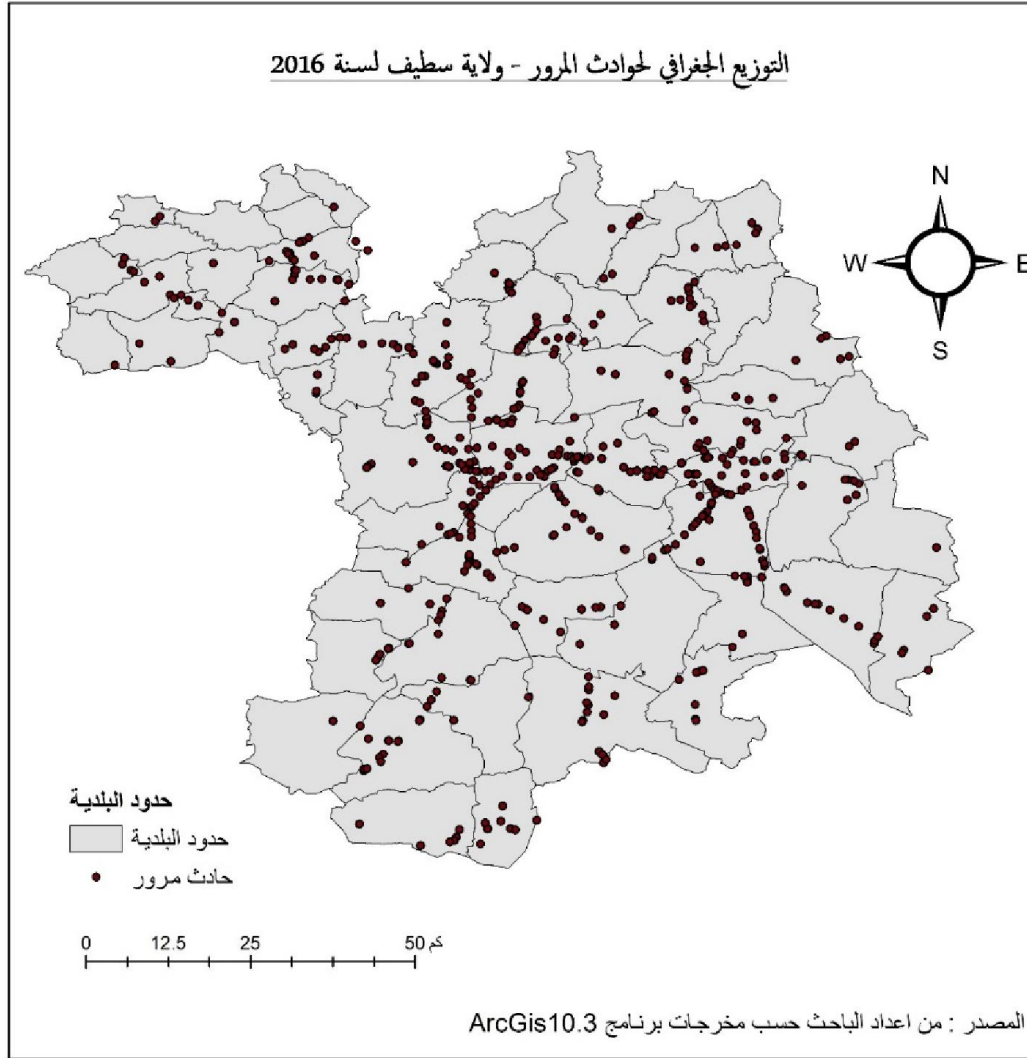 التوزيع الجغرافي لحوادث المرور - ولاية سطيف لسنة 2016
N
W
E
S
حدود البلدية
حدود البلدية
حادث مرور
0 12.5 25 50 كم
المصدر : من اعداد الباحث حسب مخرجات برنامج ArcGis10.3